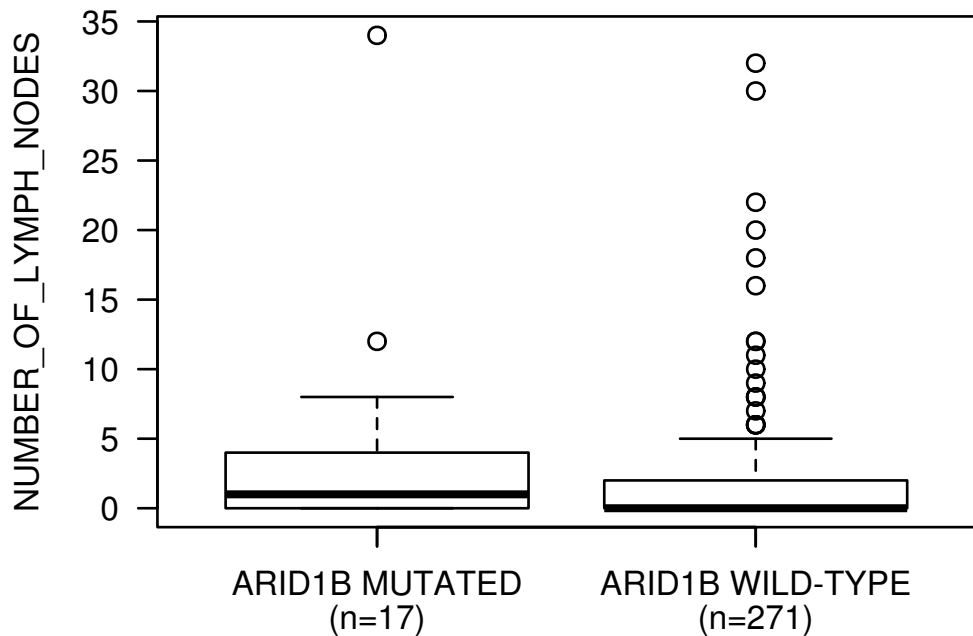 NUMBER_OF_LYMPH_NODES
35
30
25
20
15
10
5
0
ARID1B MUTATED
(n=17)
ARID1B WILD-TYPE
(n=271)